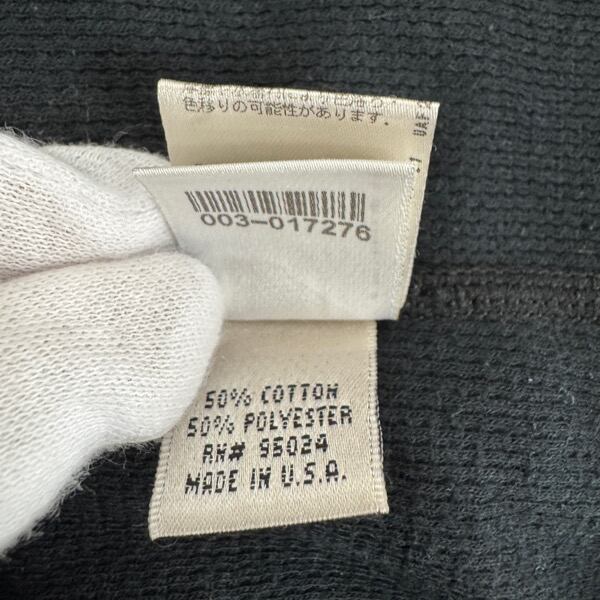 色移りの可能性があります。
003-017276
50% COTTON
50% POLYESTER
RN# 95024
MADE IN U.S.A.